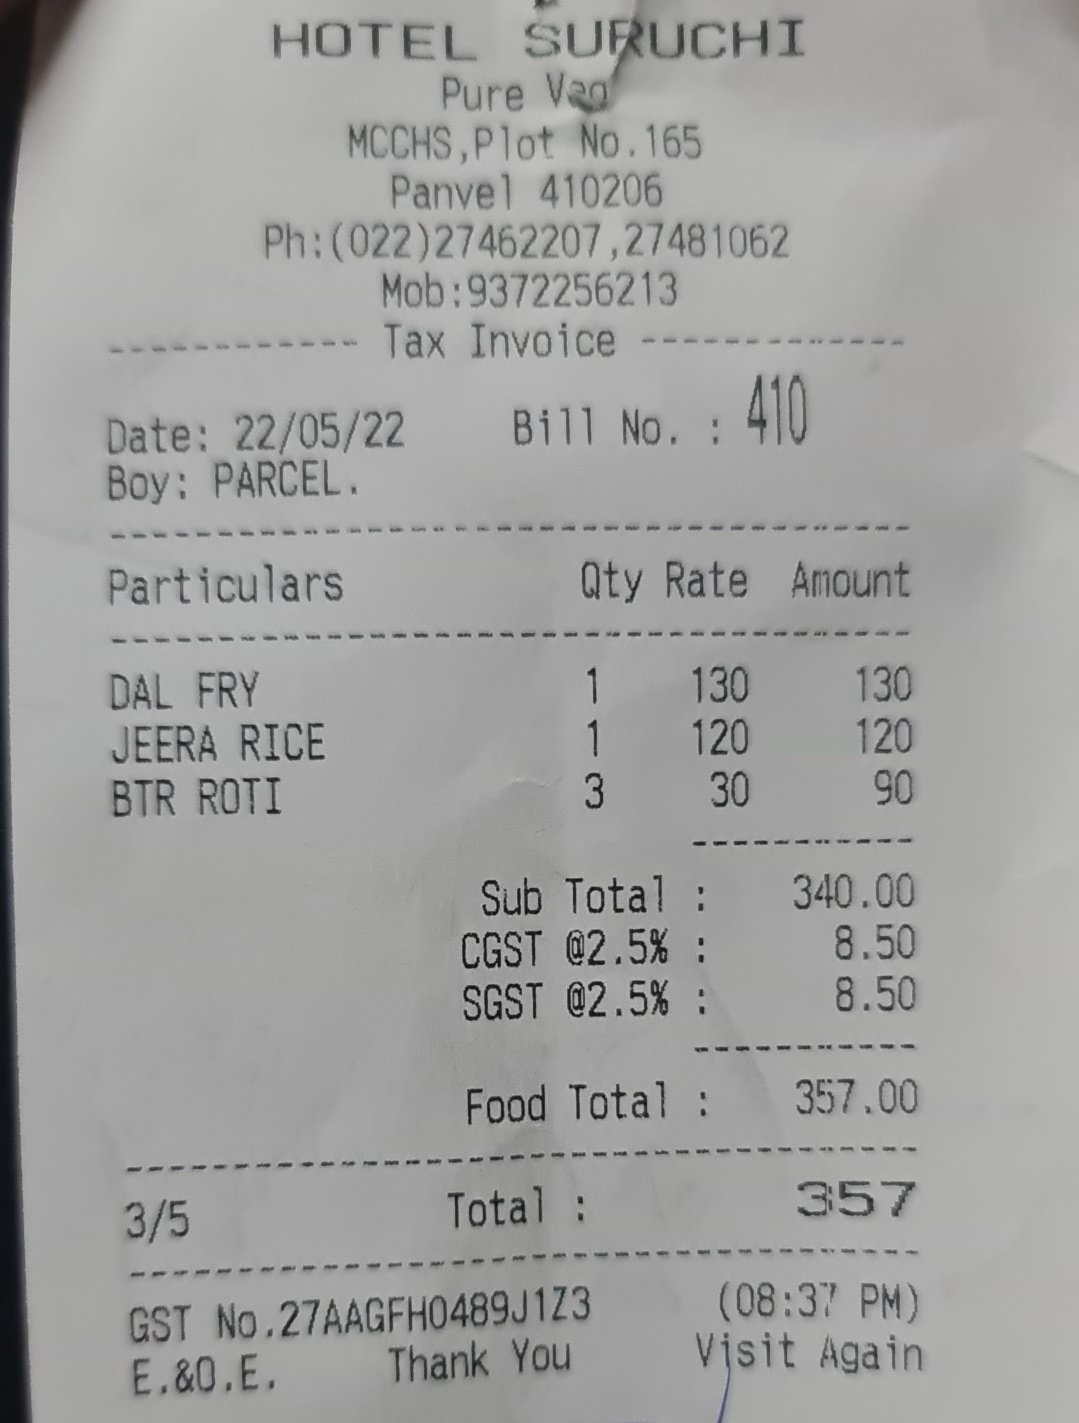 HOTEL SURUCHI
Pure Veg
MCCHS,Plot No.165
Panvel 410206
Ph:(022)27462207,27481062
Mob:9372256213
------------ Tax Invoice -------------
Date: 22/05/22 Bill No. : 410
Boy: PARCEL.
Particulars Qty Rate Amount
DAL FRY 1 130 130
JEERA RICE 1 120 120
BTR ROTI 3 30 90
Sub Total : 340.00
CGST @2.5% : 8.50
SGST @2.5% : 8.50
Food Total : 357.00
3/5 Total : 357
GST No.27AAGFH0489J1Z3 (08:37 PM)
E.&O.E. Thank You Visit Again